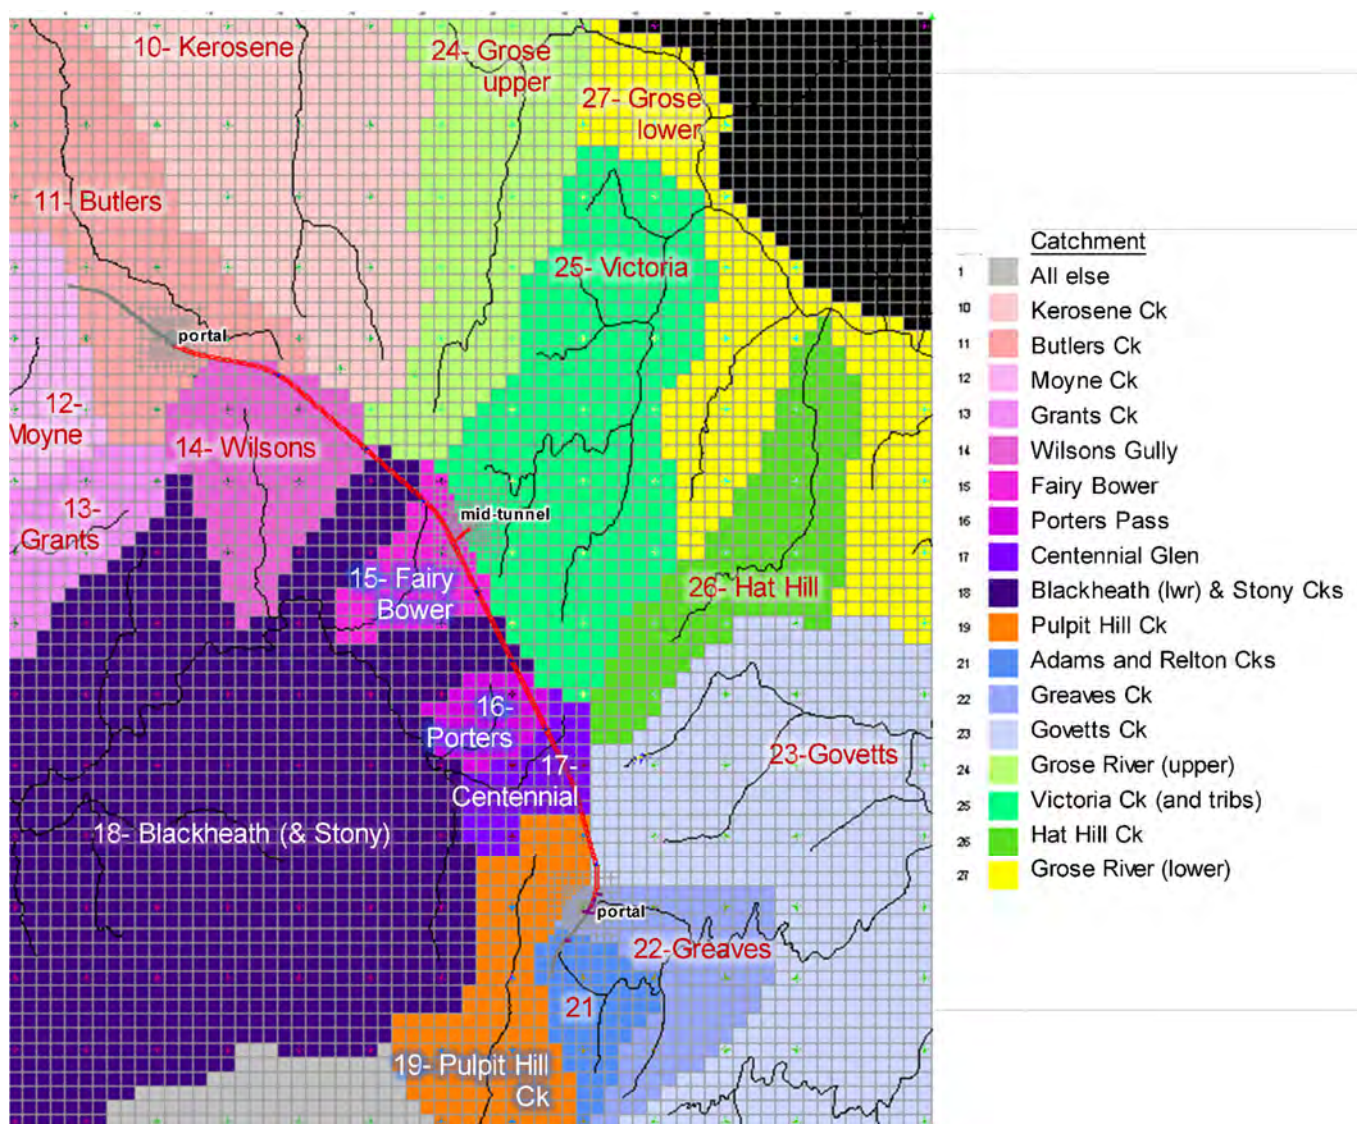 10- Kerosene
24- Grose
upper
27- Grose
lower
11- Butlers
25- Victoria
portal
12-
Moyne
14- Wilsons
13-
Grants
mid-tunnel
15- Fairy
Bower
26- Hat Hill
16-
Porters
17-
Centennial
23-Govetts
18- Blackheath (& Stony)
portal
22-Greaves
21
19- Pulpit Hill
Ck
Catchment
1 All else
10 Kerosene Ck
11 Butlers Ck
12 Moyne Ck
13 Grants Ck
14 Wilsons Gully
15 Fairy Bower
16 Porters Pass
17 Centennial Glen
18 Blackheath (lwr) & Stony Cks
19 Pulpit Hill Ck
21 Adams and Relton Cks
22 Greaves Ck
23 Govetts Ck
24 Grose River (upper)
25 Victoria Ck (and tribs)
26 Hat Hill Ck
27 Grose River (lower)